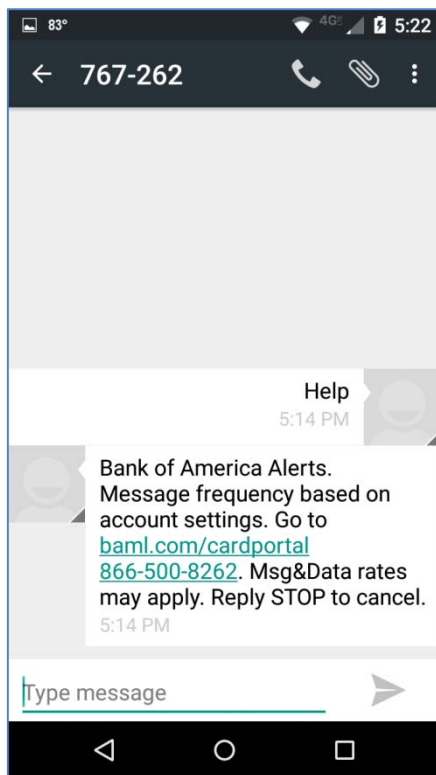 83° 4G 5:22
767-262
Help
5:14 PM
Bank of America Alerts.
Message frequency based on
account settings. Go to
baml.com/cardportal
866-500-8262. Msg&Data rates
may apply. Reply STOP to cancel.
5:14 PM
Type message